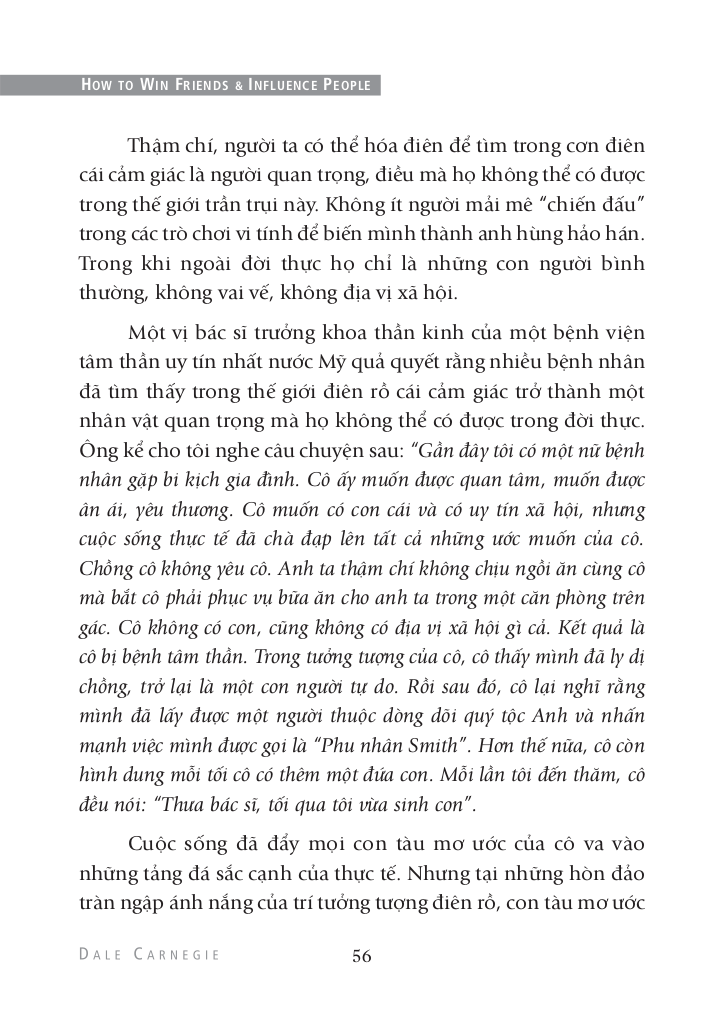 HOW TO WIN FRIENDS & INFLUENCE PEOPLE
Thậm chí, người ta có thể hóa điên để tìm trong cơn điên
cái cảm giác là người quan trọng, điều mà họ không thể có được
trong thế giới trần trụi này. Không ít người mải mê “chiến đấu”
trong các trò chơi vi tính để biến mình thành anh hùng hảo hán.
Trong khi ngoài đời thực họ chỉ là những con người bình
thường, không vai vế, không địa vị xã hội.
Một vị bác sĩ trưởng khoa thần kinh của một bệnh viện
tâm thần uy tín nhất nước Mỹ quả quyết rằng nhiều bệnh nhân
đã tìm thấy trong thế giới điên rồ cái cảm giác trở thành một
nhân vật quan trọng mà họ không thể có được trong đời thực.
Ông kể cho tôi nghe câu chuyện sau: “Gần đây tôi có một nữ bệnh
nhân gặp bi kịch gia đình. Cô ấy muốn được quan tâm, muốn được
ân ái, yêu thương. Cô muốn có con cái và có uy tín xã hội, nhưng
cuộc sống thực tế đã chà đạp lên tất cả những ước muốn của cô.
Chồng cô không yêu cô. Anh ta thậm chí không chịu ngồi ăn cùng cô
mà bắt cô phải phục vụ bữa ăn cho anh ta trong một căn phòng trên
gác. Cô không có con, cũng không có địa vị xã hội gì cả. Kết quả là
cô bị bệnh tâm thần. Trong tưởng tượng của cô, cô thấy mình đã ly dị
chồng, trở lại là một con người tự do. Rồi sau đó, cô lại nghĩ rằng
mình đã lấy được một người thuộc dòng dõi quý tộc Anh và nhấn
mạnh việc mình được gọi là “Phu nhân Smith”. Hơn thế nữa, cô còn
hình dung mỗi tối cô có thêm một đứa con. Mỗi lần tôi đến thăm, cô
đều nói: “Thưa bác sĩ, tối qua tôi vừa sinh con”.
Cuộc sống đã đẩy mọi con tàu mơ ước của cô va vào
những tảng đá sắc cạnh của thực tế. Nhưng tại những hòn đảo
tràn ngập ánh nắng của trí tưởng tượng điên rồ, con tàu mơ ước
DALE CARNEGIE
56